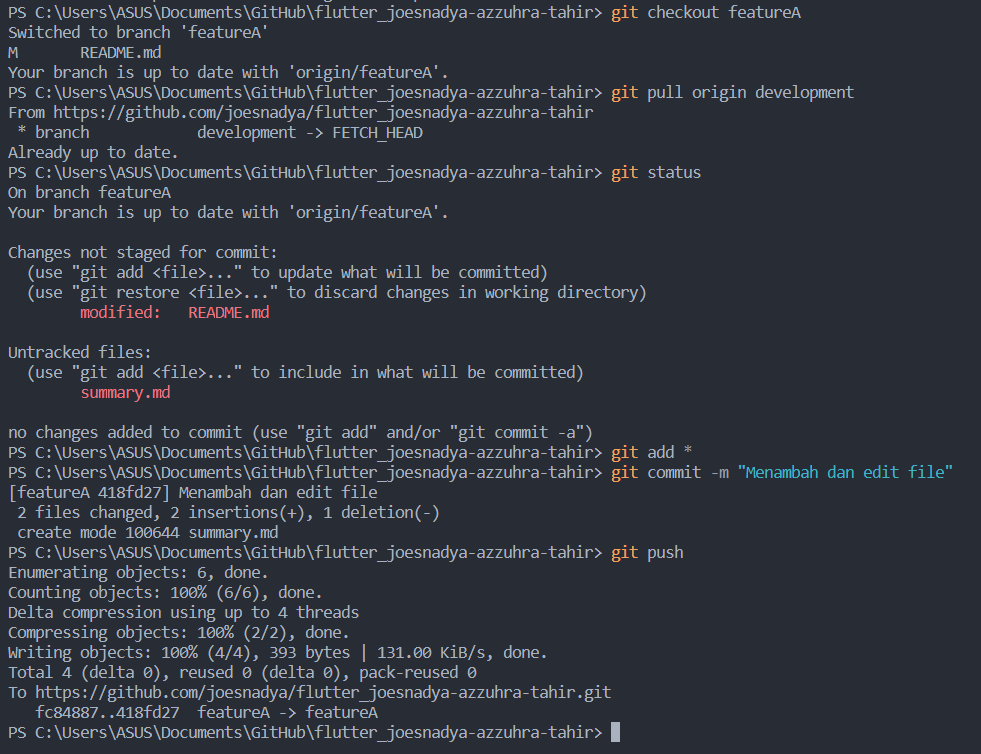 PS C:\Users\ASUS\Documents\GitHub\flutter_joesnadya-azzuhra-tahir> git checkout featureA
Switched to branch 'featureA'
M       README.md
Your branch is up to date with 'origin/featureA'.
PS C:\Users\ASUS\Documents\GitHub\flutter_joesnadya-azzuhra-tahir> git pull origin development
From https://github.com/joesnadya/flutter_joesnadya-azzuhra-tahir
 * branch            development -> FETCH_HEAD
Already up to date.
PS C:\Users\ASUS\Documents\GitHub\flutter_joesnadya-azzuhra-tahir> git status
On branch featureA
Your branch is up to date with 'origin/featureA'.

Changes not staged for commit:
  (use "git add <file>..." to update what will be committed)
  (use "git restore <file>..." to discard changes in working directory)
        modified:   README.md

Untracked files:
  (use "git add <file>..." to include in what will be committed)
        summary.md

no changes added to commit (use "git add" and/or "git commit -a")
PS C:\Users\ASUS\Documents\GitHub\flutter_joesnadya-azzuhra-tahir> git add *
PS C:\Users\ASUS\Documents\GitHub\flutter_joesnadya-azzuhra-tahir> git commit -m "Menambah dan edit file"
[featureA 418fd27] Menambah dan edit file
 2 files changed, 2 insertions(+), 1 deletion(-)
 create mode 100644 summary.md
PS C:\Users\ASUS\Documents\GitHub\flutter_joesnadya-azzuhra-tahir> git push
Enumerating objects: 6, done.
Counting objects: 100% (6/6), done.
Delta compression using up to 4 threads
Compressing objects: 100% (2/2), done.
Writing objects: 100% (4/4), 393 bytes | 131.00 KiB/s, done.
Total 4 (delta 0), reused 0 (delta 0), pack-reused 0
To https://github.com/joesnadya/flutter_joesnadya-azzuhra-tahir.git
   fc84887..418fd27  featureA -> featureA
PS C:\Users\ASUS\Documents\GitHub\flutter_joesnadya-azzuhra-tahir>